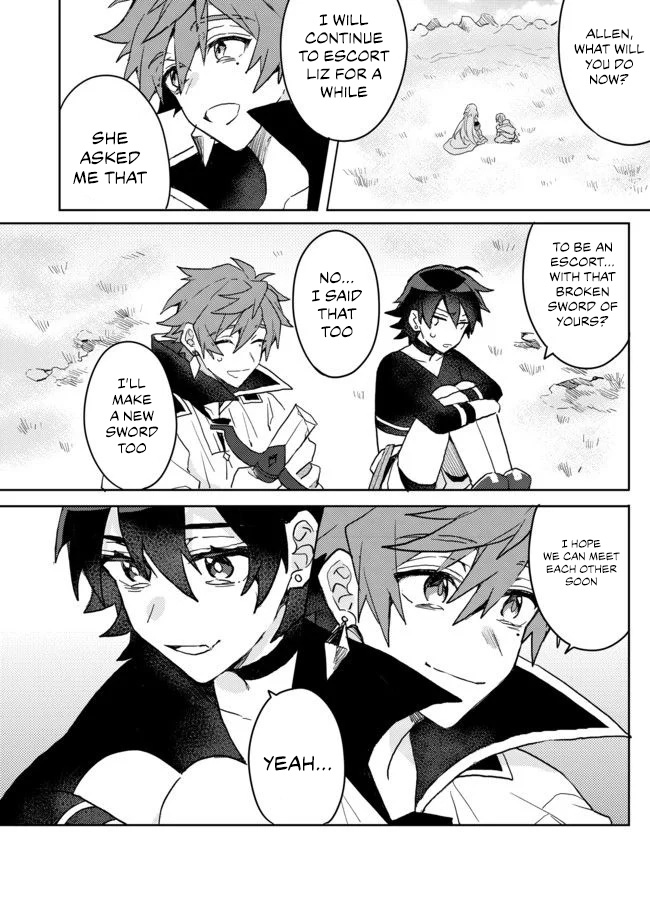 ALLEN,
WHAT WILL
YOU DO
NOW?
I WILL
CONTINUE
TO ESCORT
LIZ FOR A
WHILE
SHE
ASKED
ME THAT
TO BE AN
ESCORT...
WITH THAT
BROKEN
SWORD OF
YOURS?
NO...
I SAID
THAT
TOO
I'LL
MAKE
A NEW
SWORD
TOO
I HOPE
WE CAN MEET
EACH OTHER
SOON
YEAH...